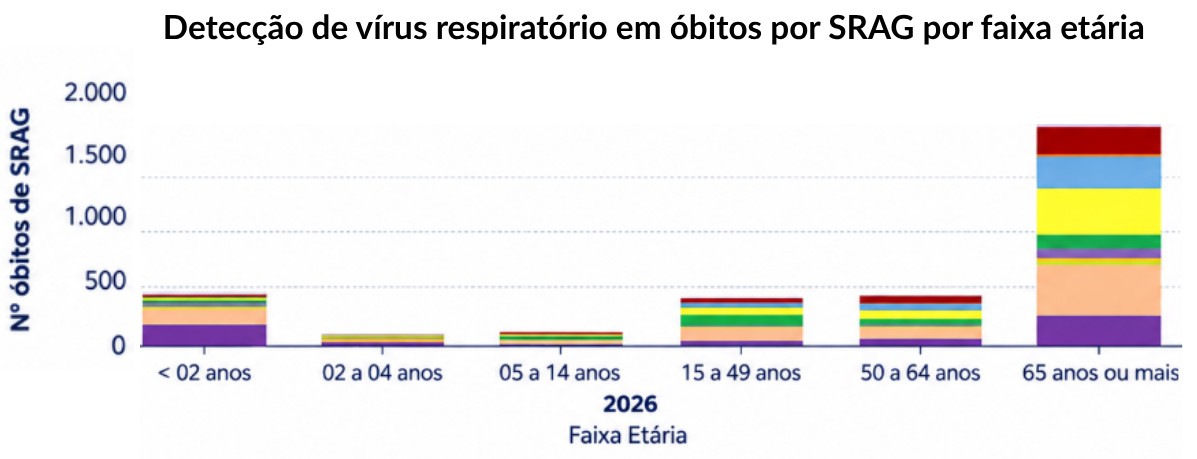 Detecção de vírus respiratório em óbitos por SRAG por faixa etária
N° óbitos de SRAG
2.000
1.500
1.000
500
0
< 02 anos
02 a 04 anos
05 a 14 anos
15 a 49 anos
50 a 64 anos
65 anos ou mais
2026
Faixa Etária